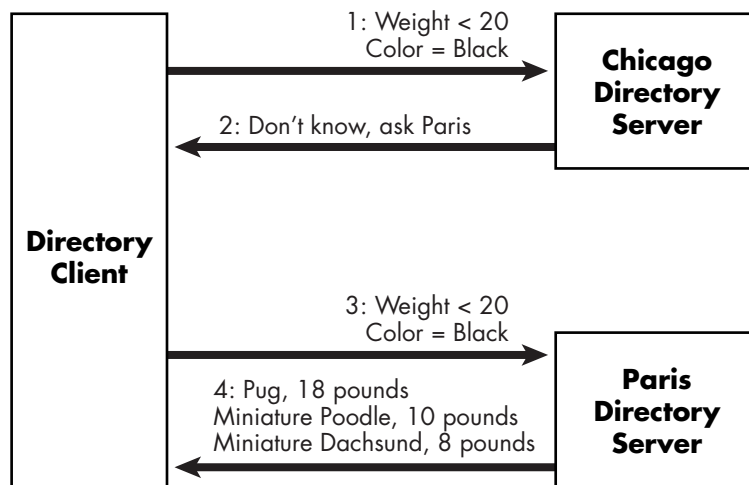 1: Weight < 20
Color = Black
Chicago
Directory
Server
2: Don't know, ask Paris
Directory
Client
3: Weight < 20
Color = Black
4: Pug, 18 pounds
Miniature Poodle, 10 pounds
Miniature Dachsund, 8 pounds
Paris
Directory
Server